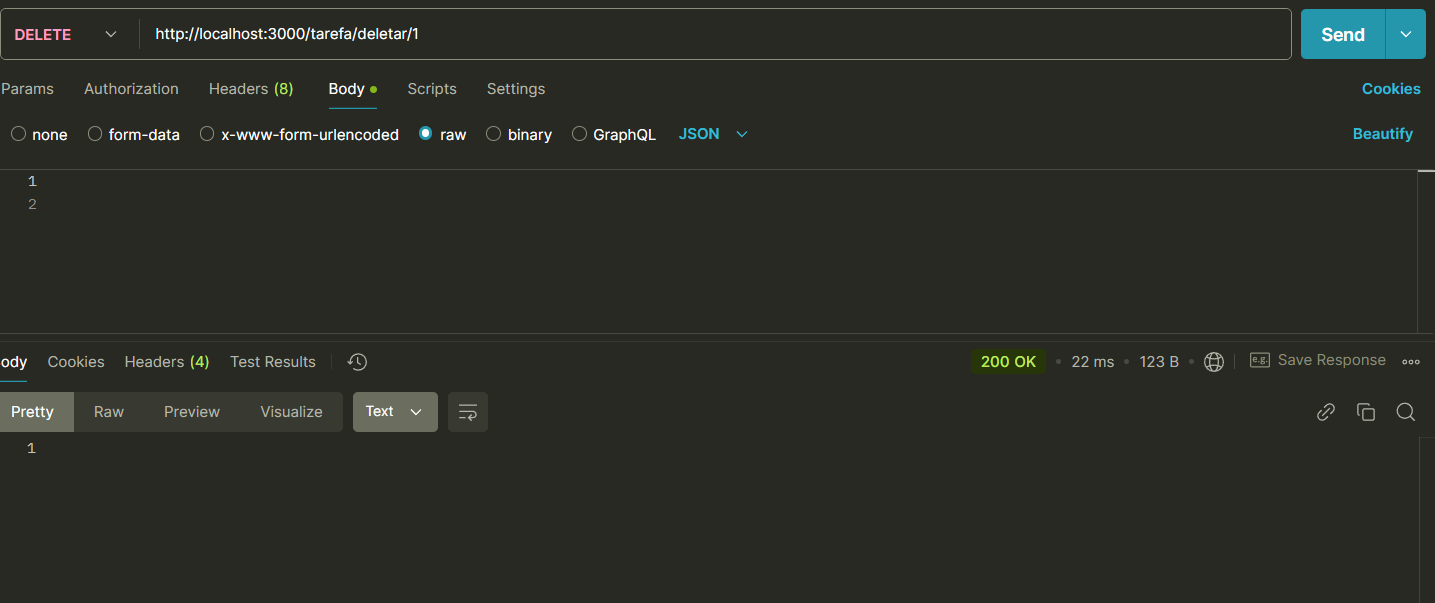 DELETE http://localhost:3000/tarefa/deletar/1 Send
Params Authorization Headers (8) Body Scripts Settings Cookies
none form-data x-www-form-urlencoded raw binary GraphQL JSON Beautify
1
2
ody Cookies Headers (4) Test Results 200 OK 22 ms 123 B e.g. Save Response
Pretty Raw Preview Visualize Text
1